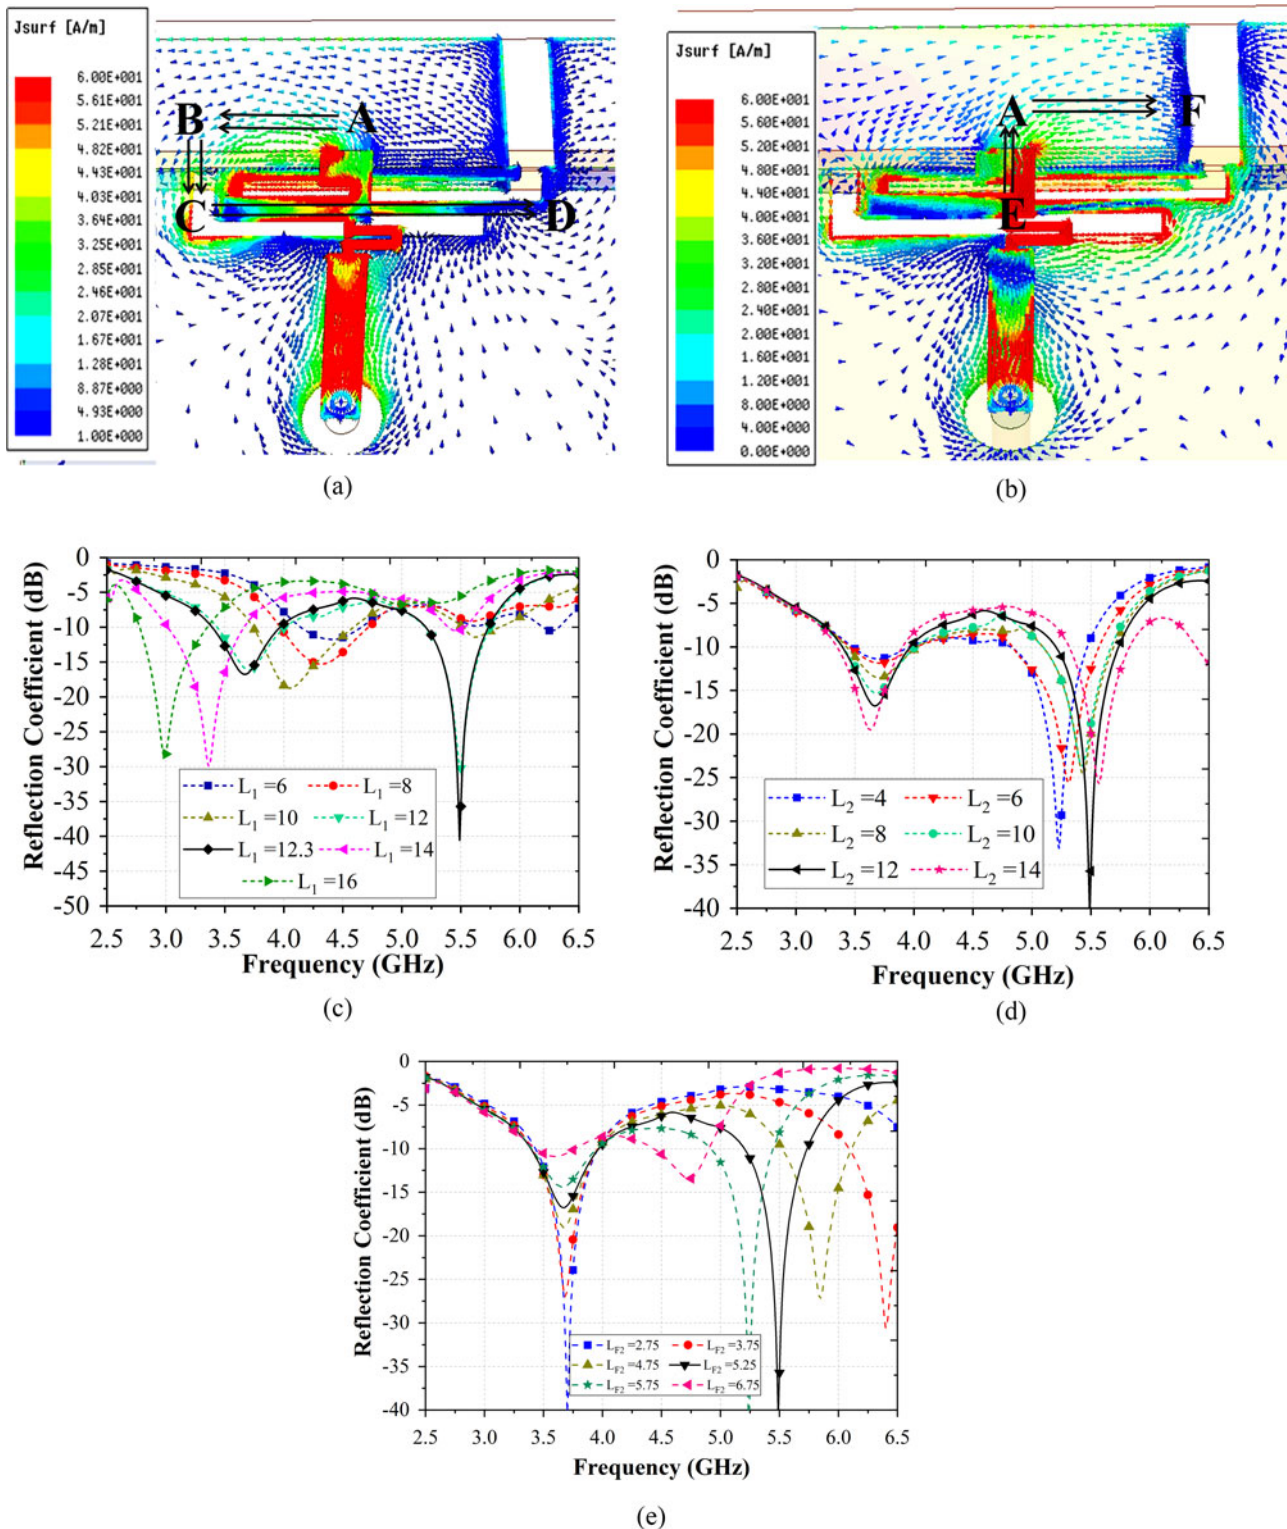 Jsurf [A/m]
6.00E+001
5.61E+001
5.21E+001
4.82E+001
4.43E+001
4.03E+001
3.64E+001
3.25E+001
2.85E+001
2.46E+001
2.07E+001
1.67E+001
1.28E+001
8.87E+000
4.93E+000
1.00E+000
B A
C D
(a)
Jsurf [A/m]
6.00E+001
5.60E+001
5.20E+001
4.80E+001
4.40E+001
4.00E+001
3.60E+001
3.20E+001
2.80E+001
2.40E+001
2.00E+001
1.60E+001
1.20E+001
8.00E+000
4.00E+000
0.00E+000
A F
E
(b)
Reflection Coefficient (dB)
0
-5
-10
-15
-20
-25
-30
-35
-40
-45
-50
L1 =6 L1 =8
L1 =10 L1 =12
L1 =12.3 L1 =14
L1 =16
2.5 3.0 3.5 4.0 4.5 5.0 5.5 6.0 6.5
Frequency (GHz)
(c)
Reflection Coefficient (dB)
0
-5
-10
-15
-20
-25
-30
-35
-40
L2 =4 L2 =6
L2 =8 L2 =10
L2 =12 L2 =14
2.5 3.0 3.5 4.0 4.5 5.0 5.5 6.0 6.5
Frequency (GHz)
(d)
Reflection Coefficient (dB)
0
-5
-10
-15
-20
-25
-30
-35
-40
LF2 =2.75 LF2 =3.75
LF2 =4.75 LF2 =5.25
LF2 =5.75 LF2 =6.75
2.5 3.0 3.5 4.0 4.5 5.0 5.5 6.0 6.5
Frequency (GHz)
(e)